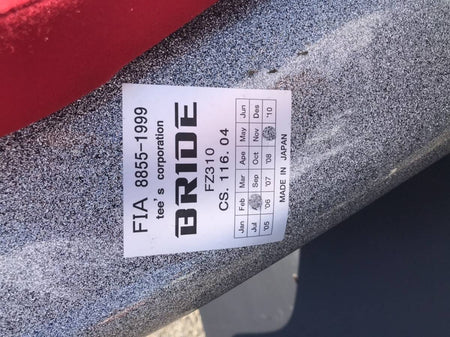 FIA 8855-1999
tee's corporation
BRIDE
FZ310
CS. 116. 04
Jan Feb Mar Apr May Jun
Jul Sep Oct Nov Des
'05 '06 '07 '08 '10
MADE IN JAPAN